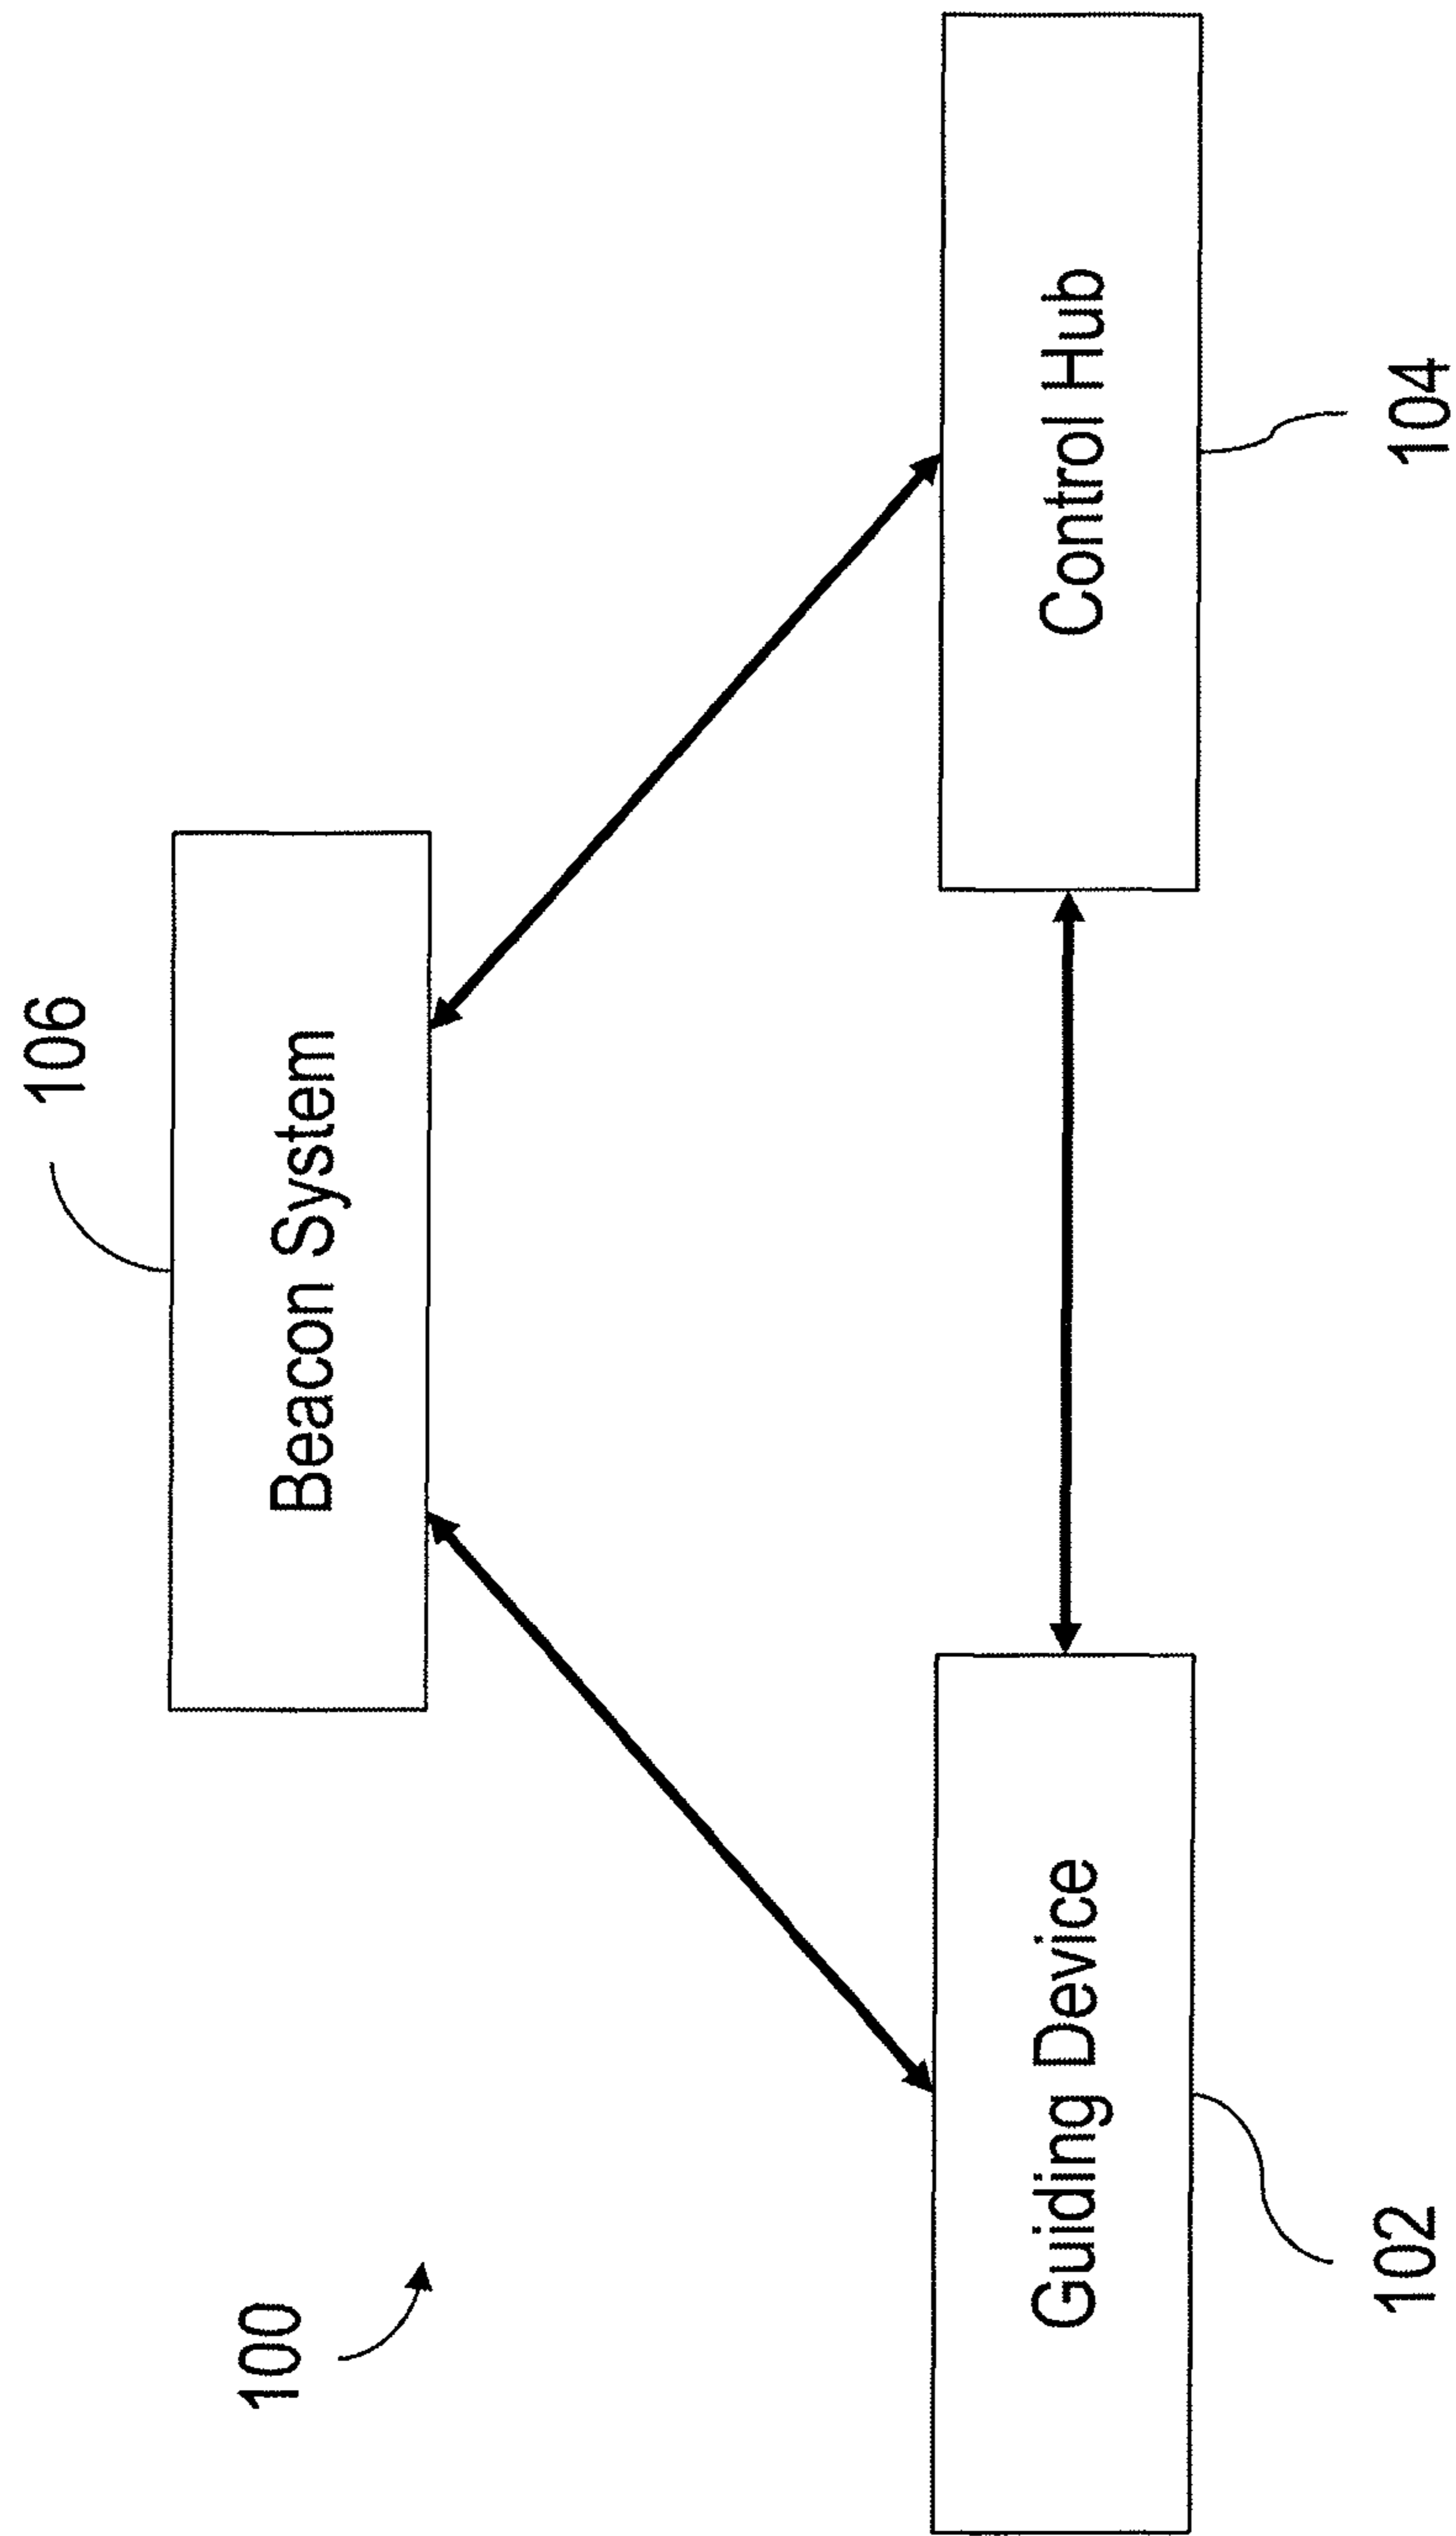 100
106
Beacon System
Guiding Device
Control Hub
102
104